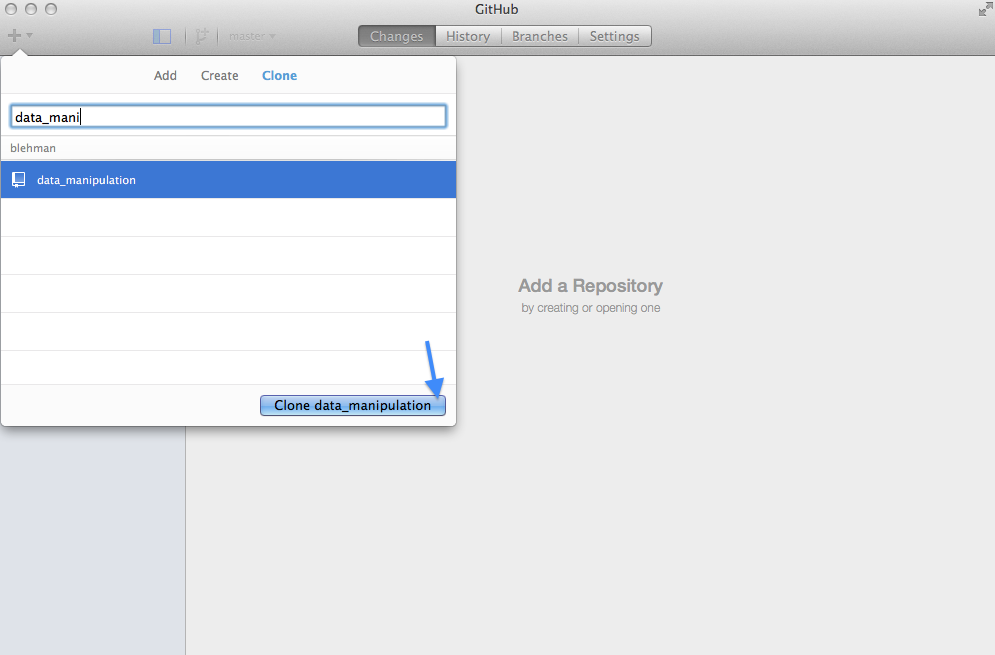 GitHub
master
Changes History Branches Settings
Add Create Clone
data_mani
blehman
data_manipulation
Add a Repository
by creating or opening one
Clone data_manipulation